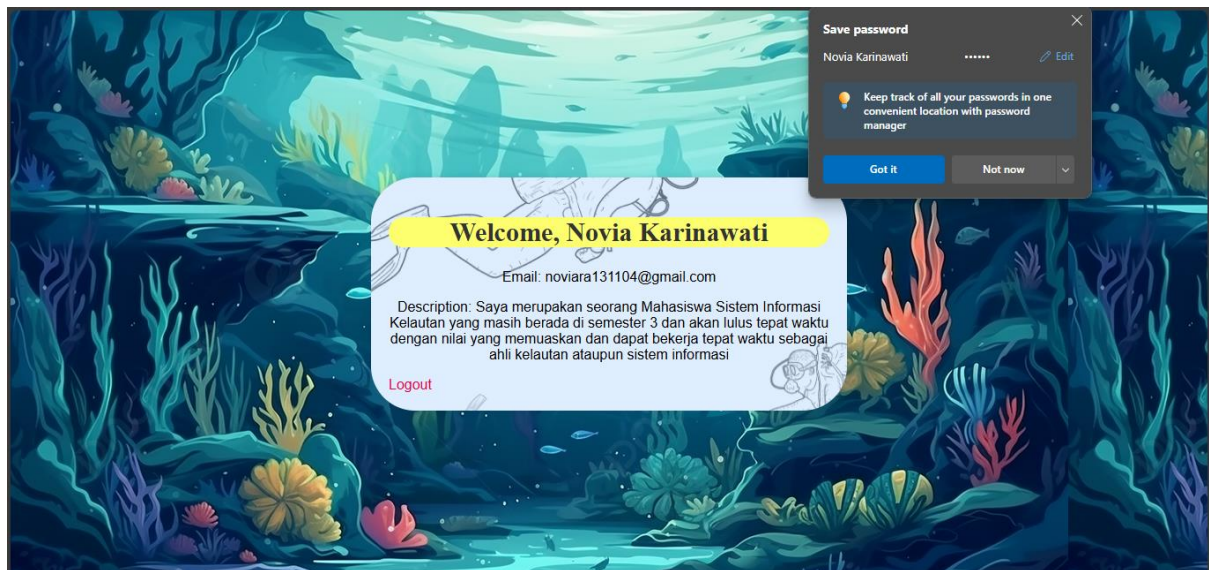 Save password
Novia Karinawati •••••• Edit
Keep track of all your passwords in one
convenient location with password
manager
Got it Not now
Welcome, Novia Karinawati
Email: noviara131104@gmail.com
Description: Saya merupakan seorang Mahasiswa Sistem Informasi
Kelautan yang masih berada di semester 3 dan akan lulus tepat waktu
dengan nilai yang memuaskan dan dapat bekerja tepat waktu sebagai
ahli kelautan ataupun sistem informasi
Logout